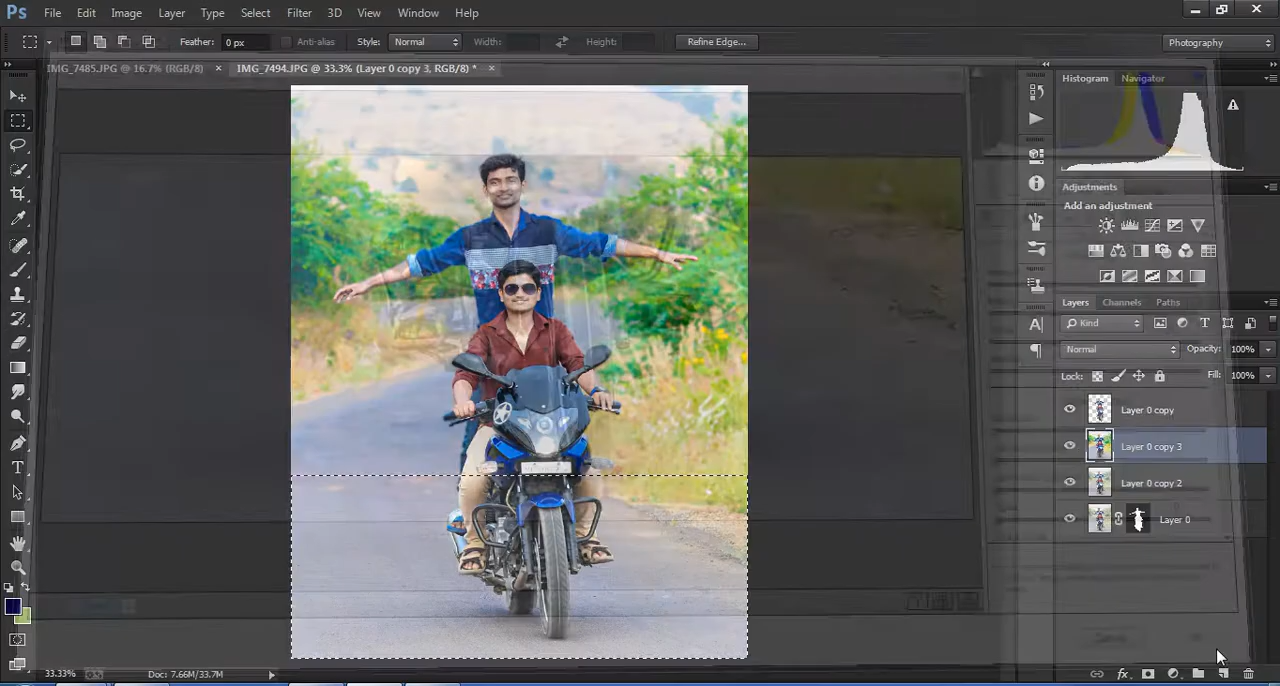 Ps File Edit Image Layer Type Select Filter 3D View Window Help
Feather: 0 px Anti-alias Style: Normal Width: Height: Refine Edge... Photography
IMG_7485.JPG @ 16.7% (RGB/8) × IMG_7494.JPG @ 33.3% (Layer 0 copy 3, RGB/8) * ×
Histogram Navigator
Adjustments
Add an adjustment
Layers Channels Paths
Kind
Normal Opacity: 100%
Lock: Fill: 100%
Layer 0 copy
Layer 0 copy 3
Layer 0 copy 2
Layer 0
33.33% Doc: 7.66M/33.7M